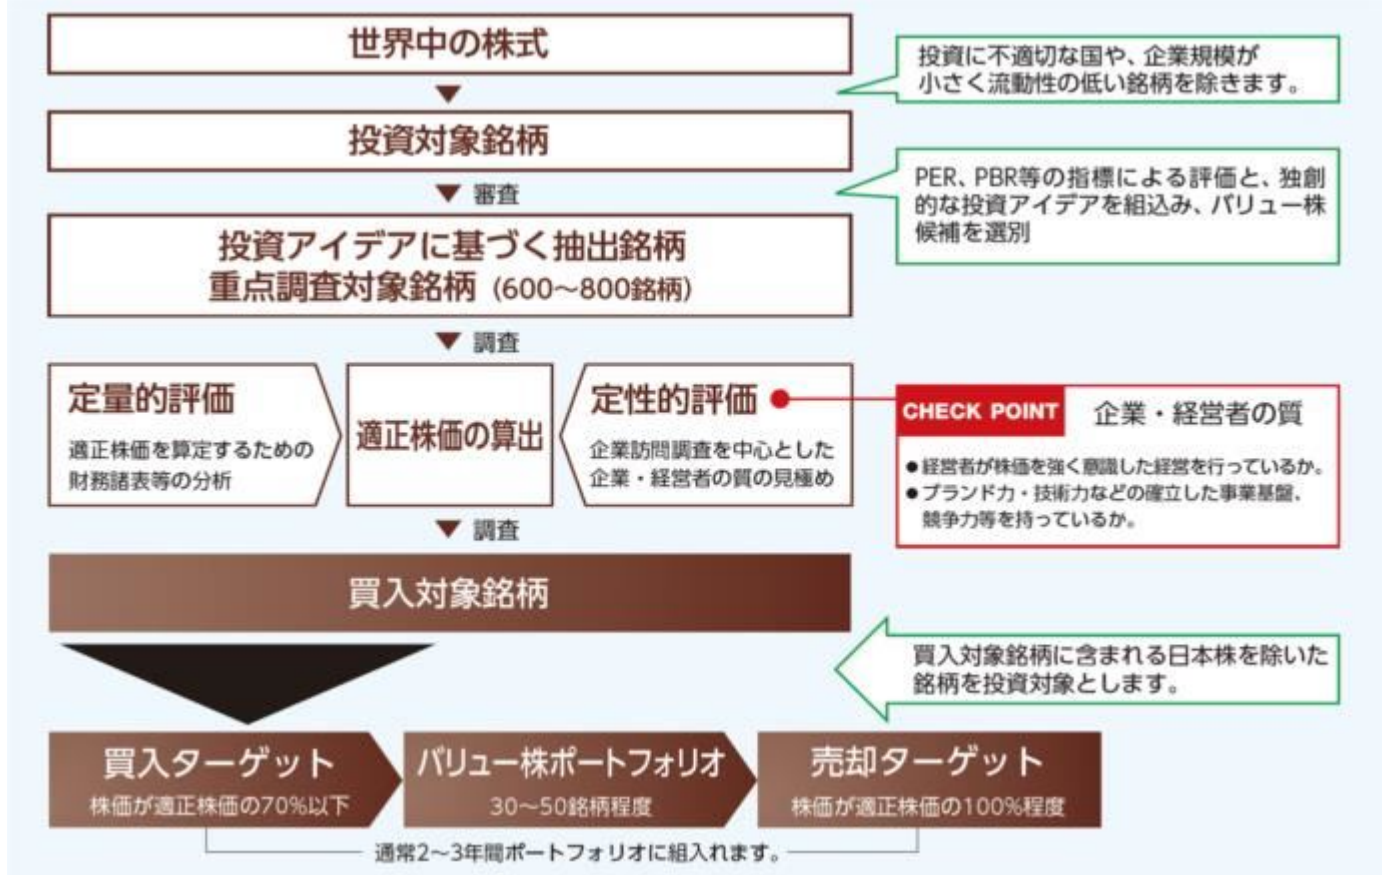 世界中の株式
投資に不適切な国や、企業規模が
小さく流動性の低い銘柄を除きます。
投資対象銘柄
審査
PER、PBR等の指標による評価と、独創
的な投資アイデアを組込み、バリュー株
候補を選別
投資アイデアに基づく抽出銘柄
重点調査対象銘柄（600〜800銘柄）
調査
定量的評価
適正株価を算定するための
財務諸表等の分析
適正株価の算出
定性的評価
企業訪問調査を中心とした
企業・経営者の質の見極め
CHECK POINT 企業・経営者の質
●経営者が株価を強く意識した経営を行っているか。
●ブランド力・技術力などの確立した事業基盤、
競争力等を持っているか。
調査
買入対象銘柄
買入対象銘柄に含まれる日本株を除いた
銘柄を投資対象とします。
買入ターゲット
株価が適正株価の70%以下
バリュー株ポートフォリオ
30〜50銘柄程度
売却ターゲット
株価が適正株価の100%程度
通常2〜3年間ポートフォリオに組入れます。